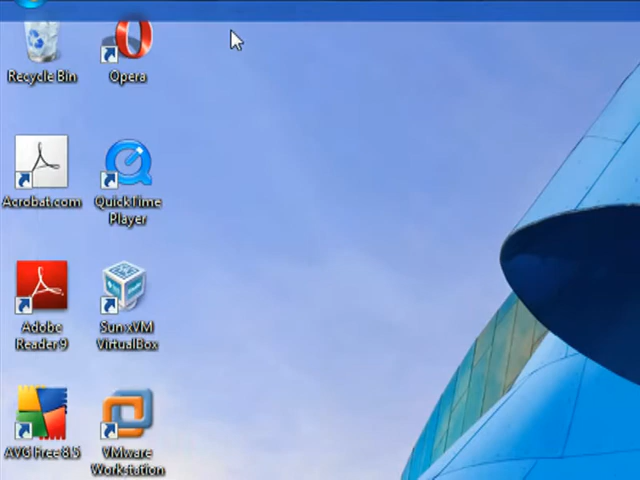 Recycle Bin
Opera
Acrobat.com
QuickTime
Player
Adobe
Reader 9
Sun xVM
VirtualBox
AVG Free 8.5
VMware
Workstation